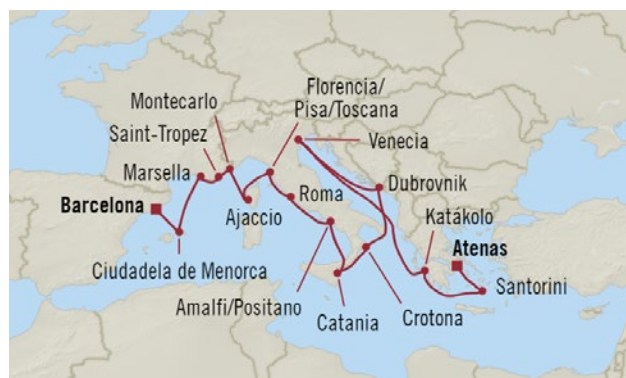 Florencia/
Pisa/Toscana
Montecarlo
Saint-Tropez
Venecia
Marsella
Dubrovnik
Roma
Barcelona
Ajaccio
Katákolo
Atenas
Ciudadela de Menorca
Santorini
Amalfi/Positano
Catania
Crotona